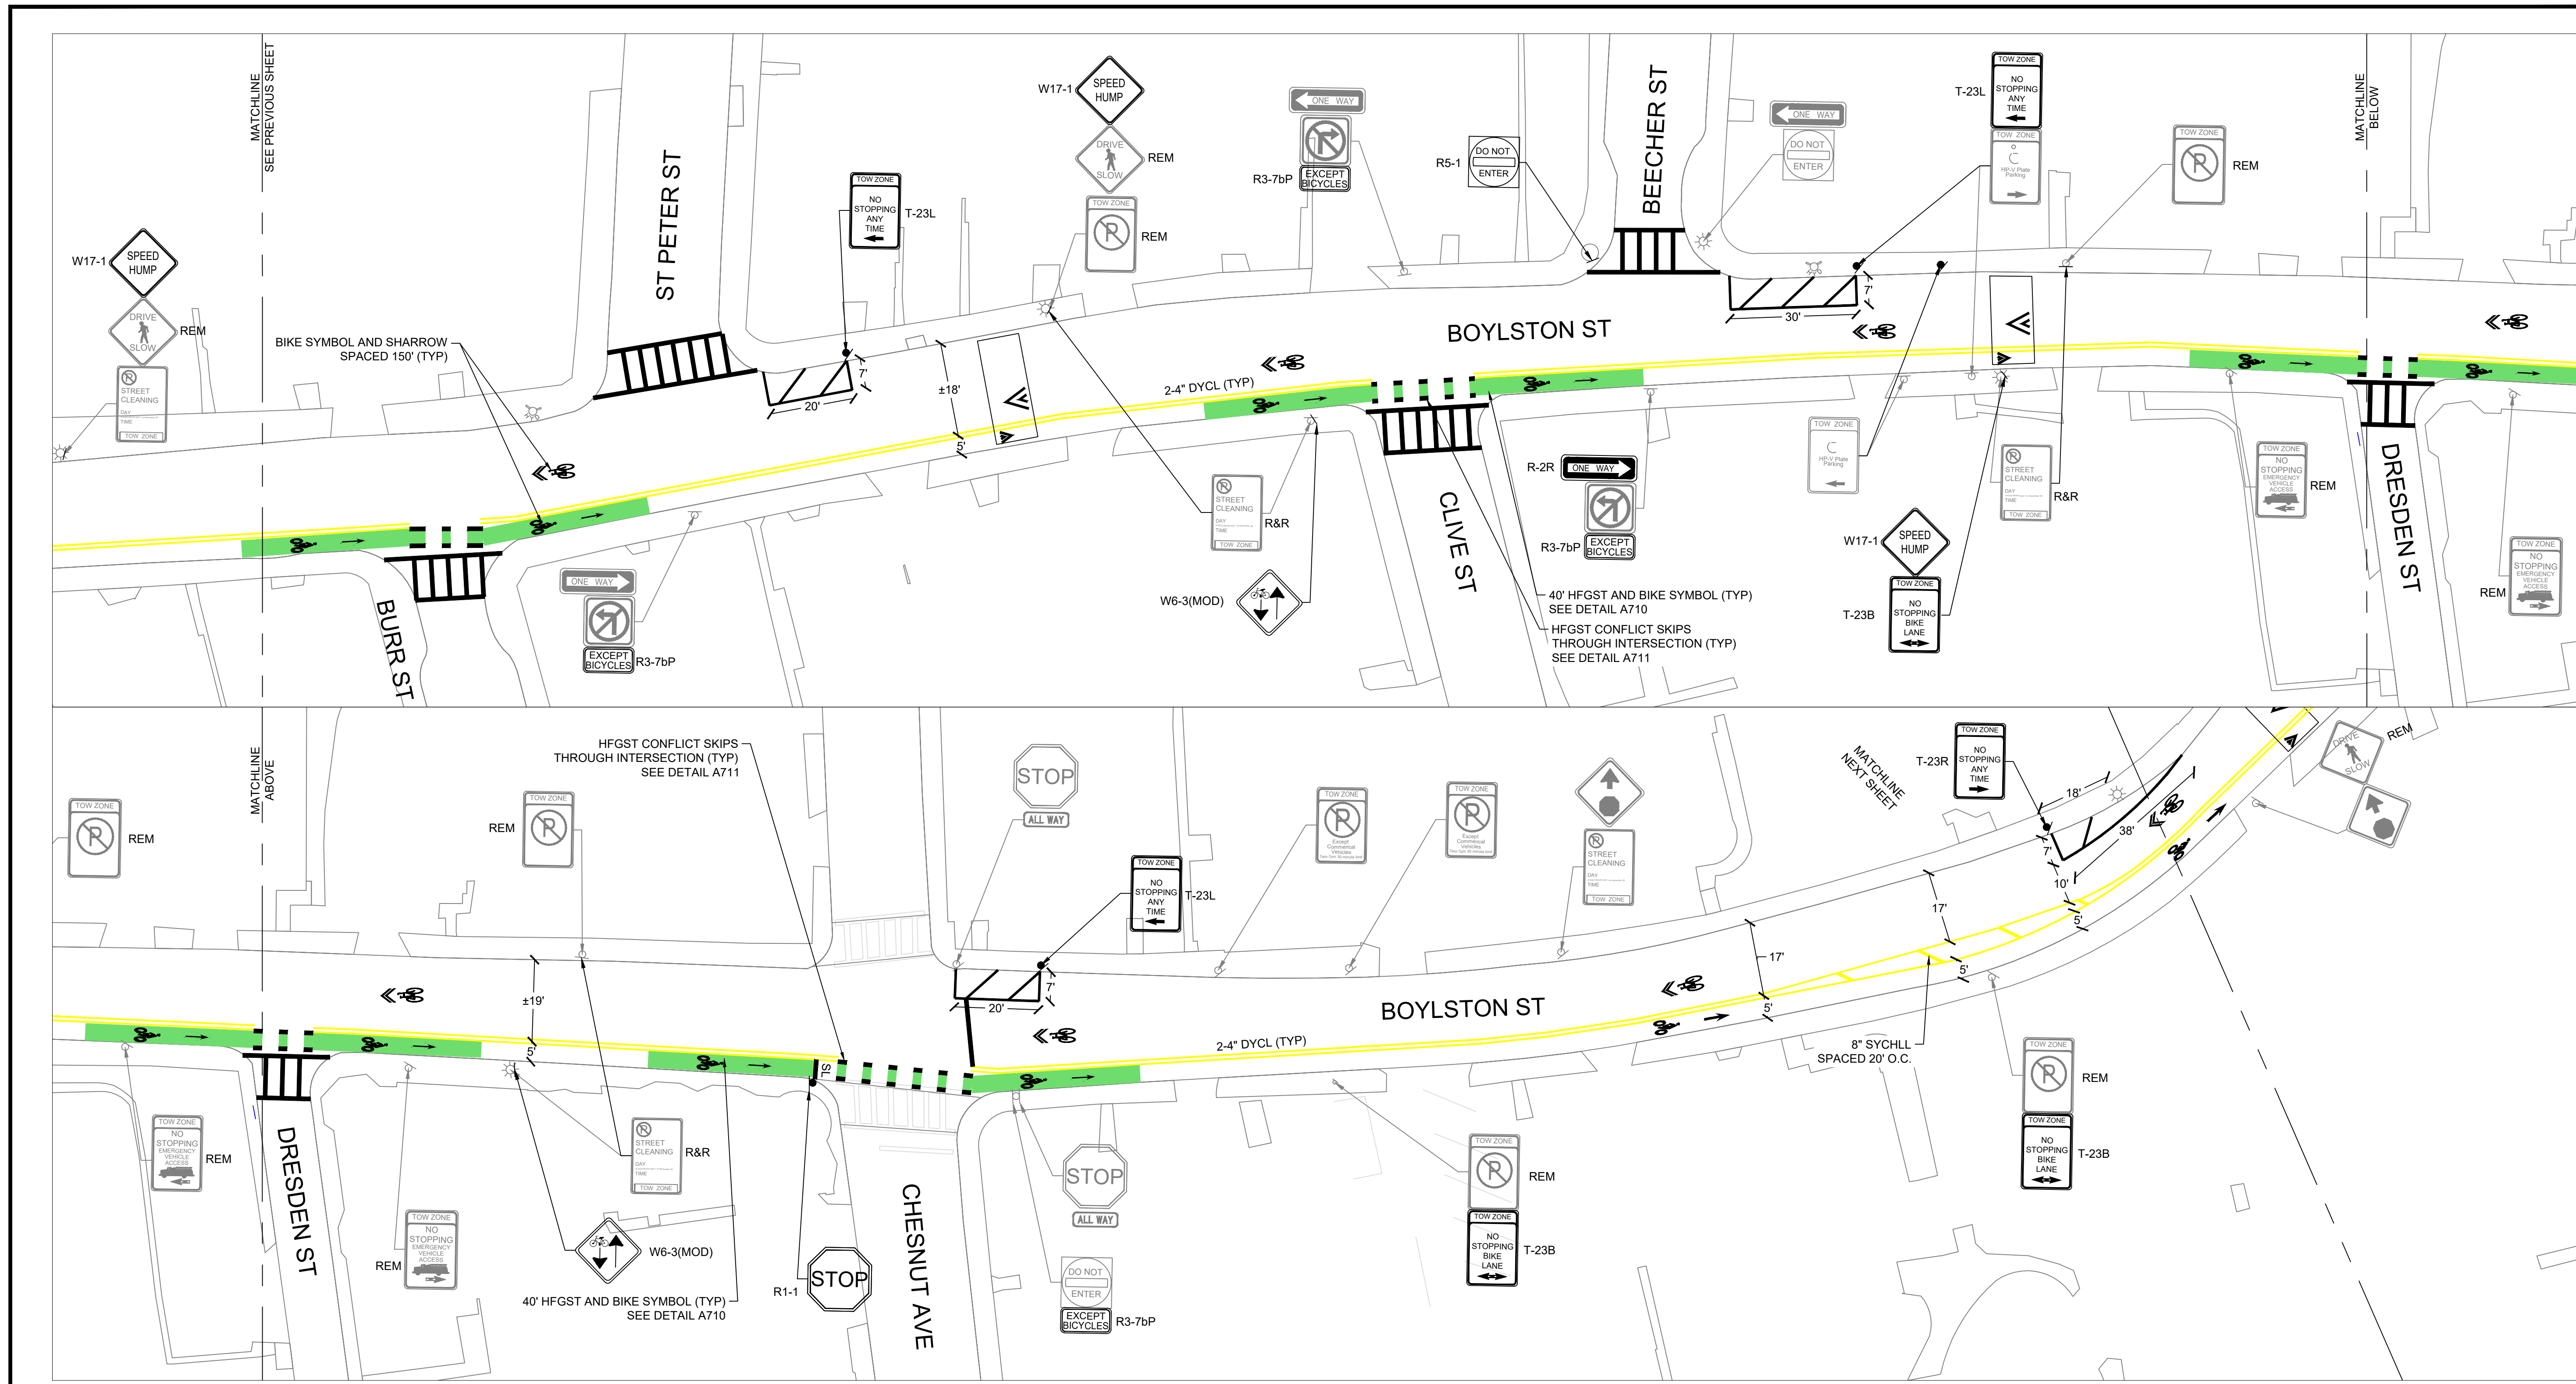 MATCHLINE
SEE PREVIOUS SHEET
W17-1
SPEED
HUMP
DRIVE
SLOW
REM
STREET
CLEANING
DAY
TIME
TOW ZONE
BIKE SYMBOL AND SHARROW
SPACED 150' (TYP)
ST PETER ST
BURR ST
ONE WAY
EXCEPT
BICYCLES
R3-7bP
TOW ZONE
NO
STOPPING
ANY
TIME
T-23L
7'
20'
±18'
5'
W17-1
SPEED
HUMP
DRIVE
SLOW
REM
TOW ZONE
P
REM
ONE WAY
R3-7bP
EXCEPT
BICYCLES
2-4" DYCL (TYP)
STREET
CLEANING
DAY
TIME
TOW ZONE
R&R
W6-3(MOD)
R5-1
DO NOT
ENTER
BEECHER ST
BOYLSTON ST
CLIVE ST
ONE WAY
DO NOT
ENTER
R-2R
ONE WAY
R3-7bP
EXCEPT
BICYCLES
40' HFGST AND BIKE SYMBOL (TYP)
SEE DETAIL A710
HFGST CONFLICT SKIPS
THROUGH INTERSECTION (TYP)
SEE DETAIL A711
T-23L
TOW ZONE
NO
STOPPING
ANY
TIME
TOW ZONE
HP-V Plate
Parking
7'
30'
TOW ZONE
P
REM
TOW ZONE
HP-V Plate
Parking
STREET
CLEANING
DAY
TIME
TOW ZONE
R&R
W17-1
SPEED
HUMP
T-23B
TOW ZONE
NO
STOPPING
BIKE
LANE
MATCHLINE
BELOW
TOW ZONE
NO
STOPPING
EMERGENCY
VEHICLE
ACCESS
REM
DRESDEN ST
REM
TOW ZONE
NO
STOPPING
EMERGENCY
VEHICLE
ACCESS
MATCHLINE
ABOVE
TOW ZONE
P
REM
TOW ZONE
NO
STOPPING
EMERGENCY
VEHICLE
ACCESS
REM
DRESDEN ST
REM
TOW ZONE
NO
STOPPING
EMERGENCY
VEHICLE
ACCESS
REM
TOW ZONE
P
±19'
5'
HFGST CONFLICT SKIPS
THROUGH INTERSECTION (TYP)
SEE DETAIL A711
STREET
CLEANING
DAY
TIME
TOW ZONE
R&R
W6-3(MOD)
40' HFGST AND BIKE SYMBOL (TYP)
SEE DETAIL A710
SL
R1-1
STOP
CHESNUT AVE
STOP
ALL WAY
TOW ZONE
NO
STOPPING
ANY
TIME
T-23L
7'
20'
STOP
ALL WAY
DO NOT
ENTER
EXCEPT
BICYCLES
R3-7bP
2-4" DYCL (TYP)
TOW ZONE
P
Except
Commerical
Vehicles
TOW ZONE
P
Except
Commerical
Vehicles
STREET
CLEANING
DAY
TIME
TOW ZONE
BOYLSTON ST
TOW ZONE
P
REM
TOW ZONE
NO
STOPPING
BIKE
LANE
T-23B
17'
5'
17'
5'
8" SYCHLL
SPACED 20' O.C.
MATCHLINE
NEXT SHEET
T-23R
TOW ZONE
NO
STOPPING
ANY
TIME
18'
38'
7'
10'
5'
DRIVE
SLOW
REM
TOW ZONE
P
REM
TOW ZONE
NO
STOPPING
BIKE
LANE
T-23B